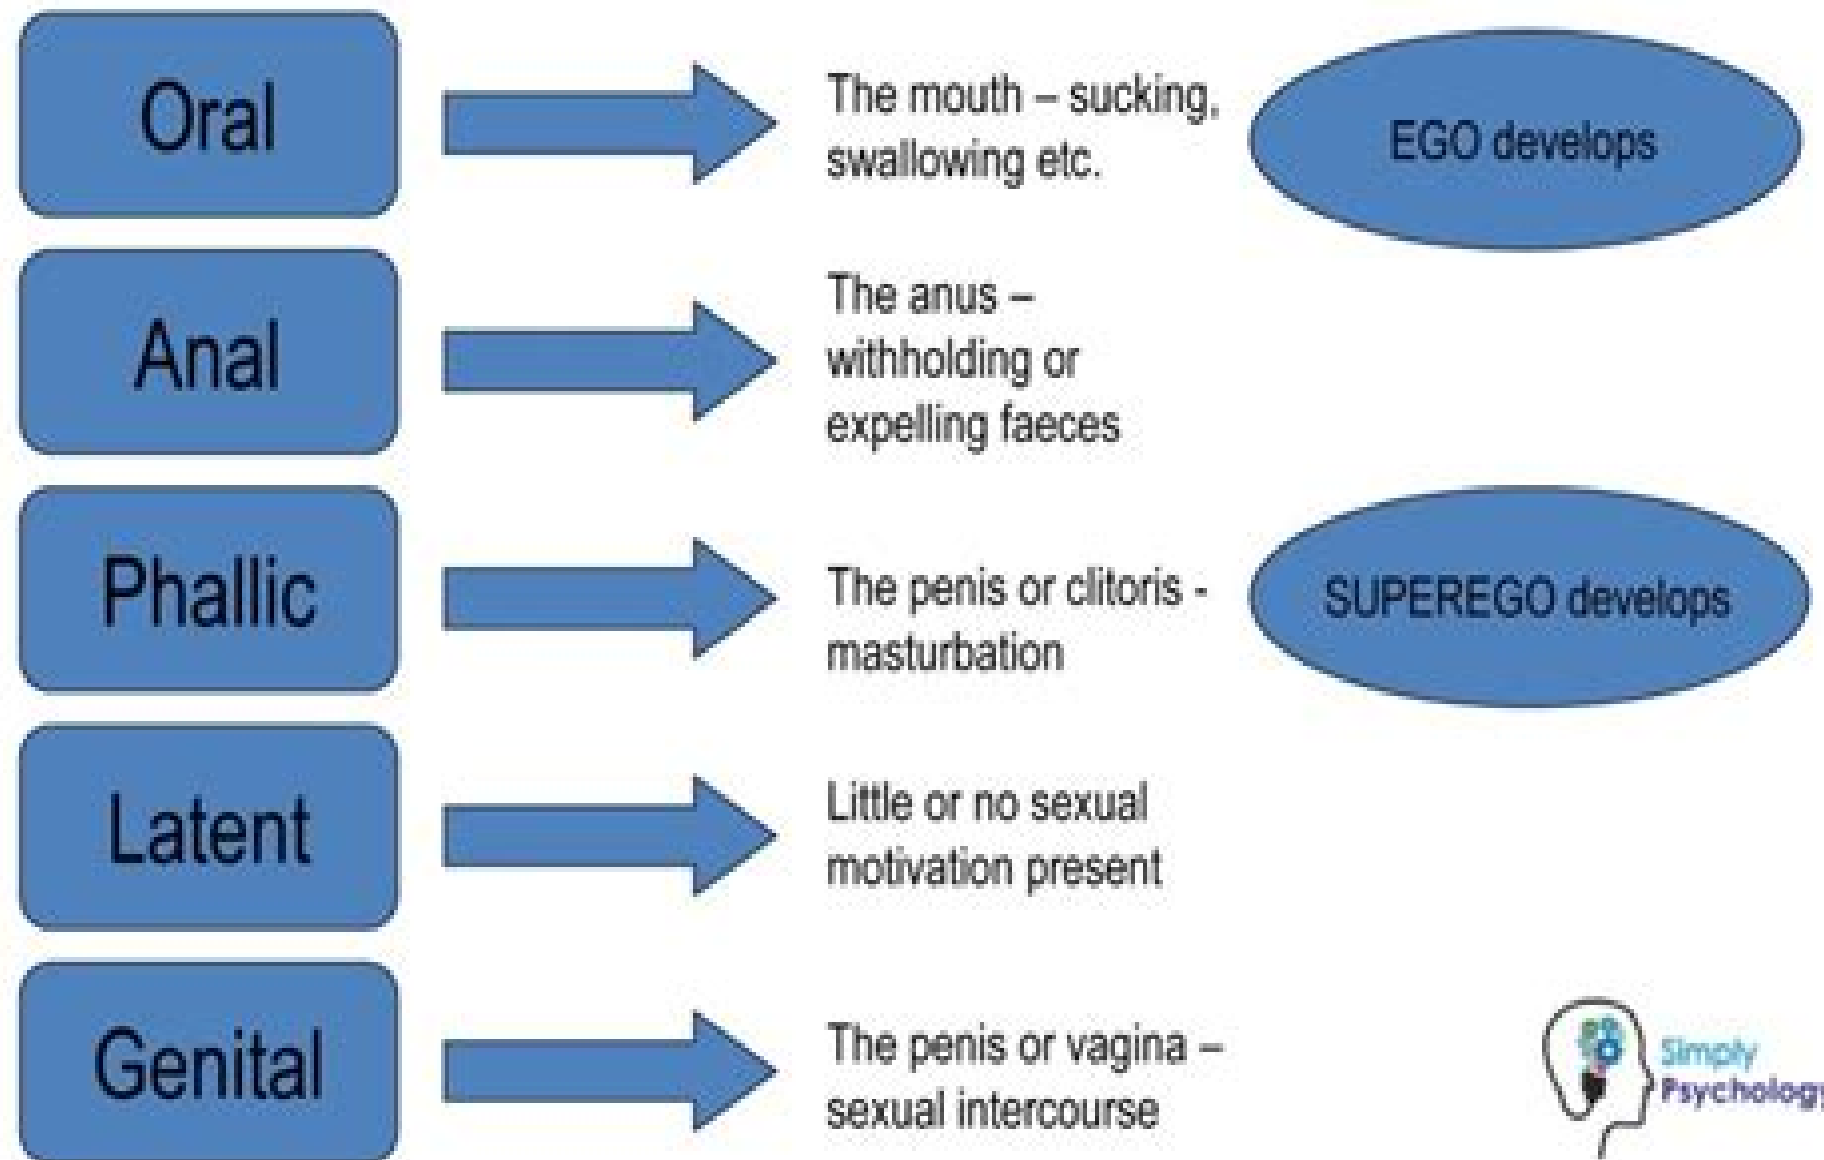 Oral
The mouth – sucking,
swallowing etc.
EGO develops
Anal
The anus –
withholding or
expelling faeces
Phallic
The penis or clitoris -
masturbation
SUPEREGO develops
Latent
Little or no sexual
motivation present
Genital
The penis or vagina –
sexual intercourse
Simply
Psychology